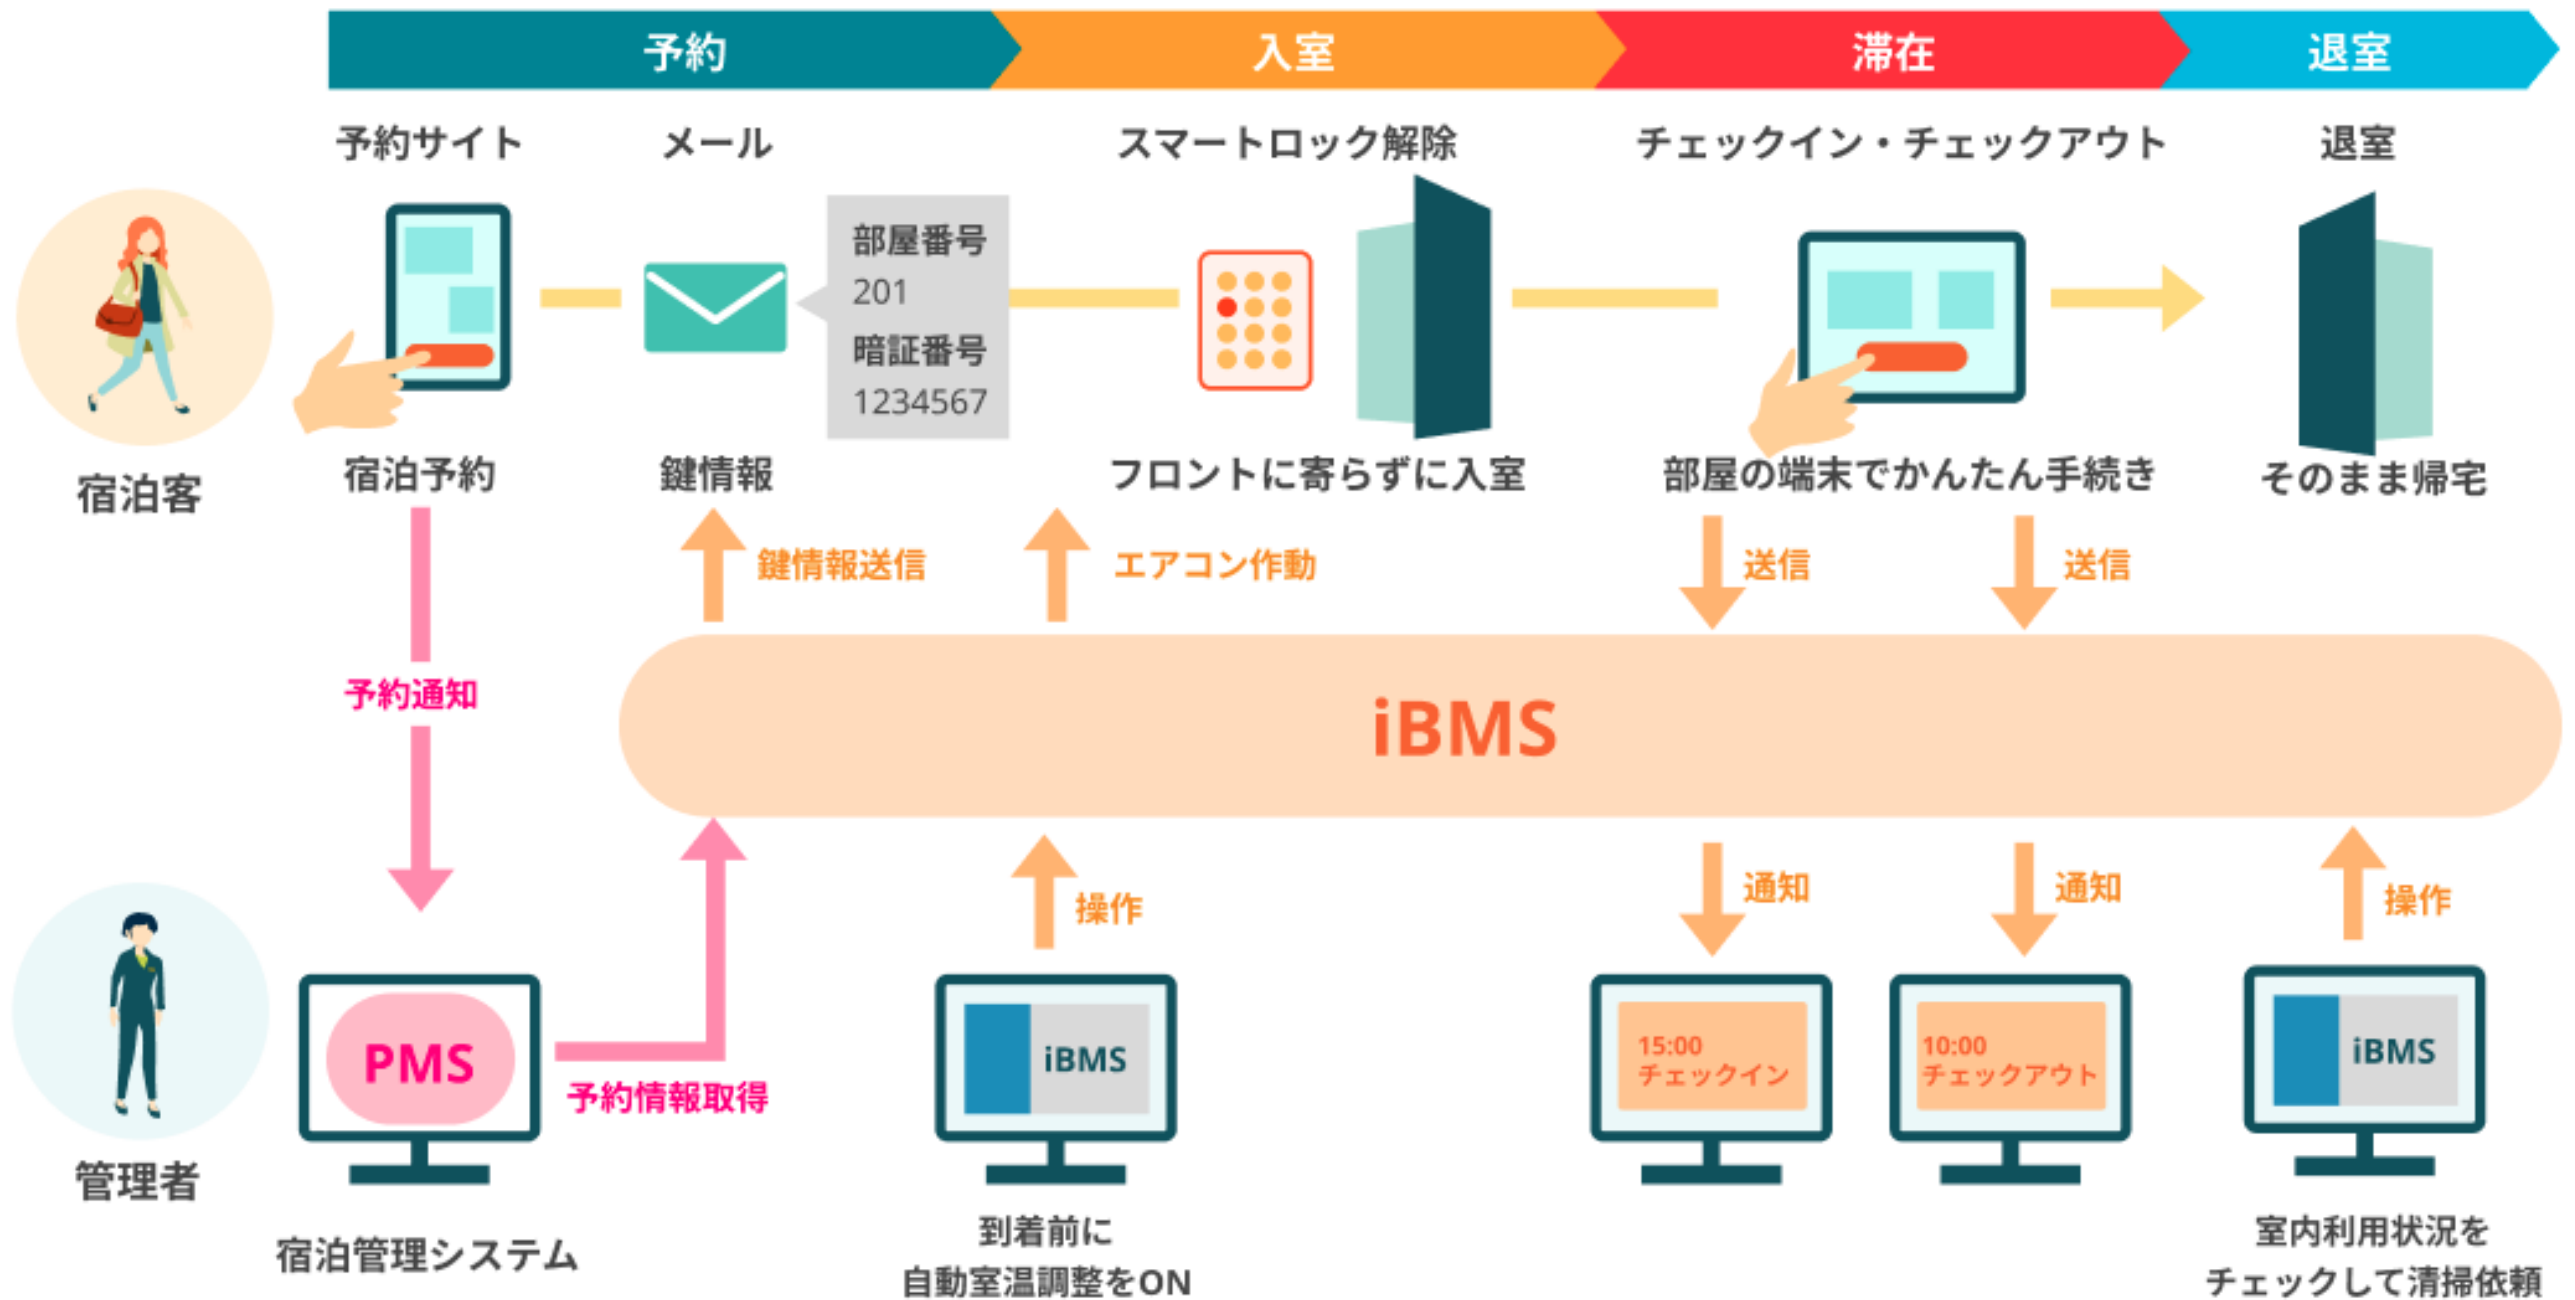 予約
入室
滞在
退室
予約サイト
メール
スマートロック解除
チェックイン・チェックアウト
退室
部屋番号
201
暗証番号
1234567
宿泊客
宿泊予約
鍵情報
フロントに寄らずに入室
部屋の端末でかんたん手続き
そのまま帰宅
鍵情報送信
エアコン作動
送信
送信
予約通知
iBMS
操作
通知
通知
操作
PMS
予約情報取得
iBMS
15:00
チェックイン
10:00
チェックアウト
iBMS
管理者
宿泊管理システム
到着前に
自動室温調整をON
室内利用状況を
チェックして清掃依頼